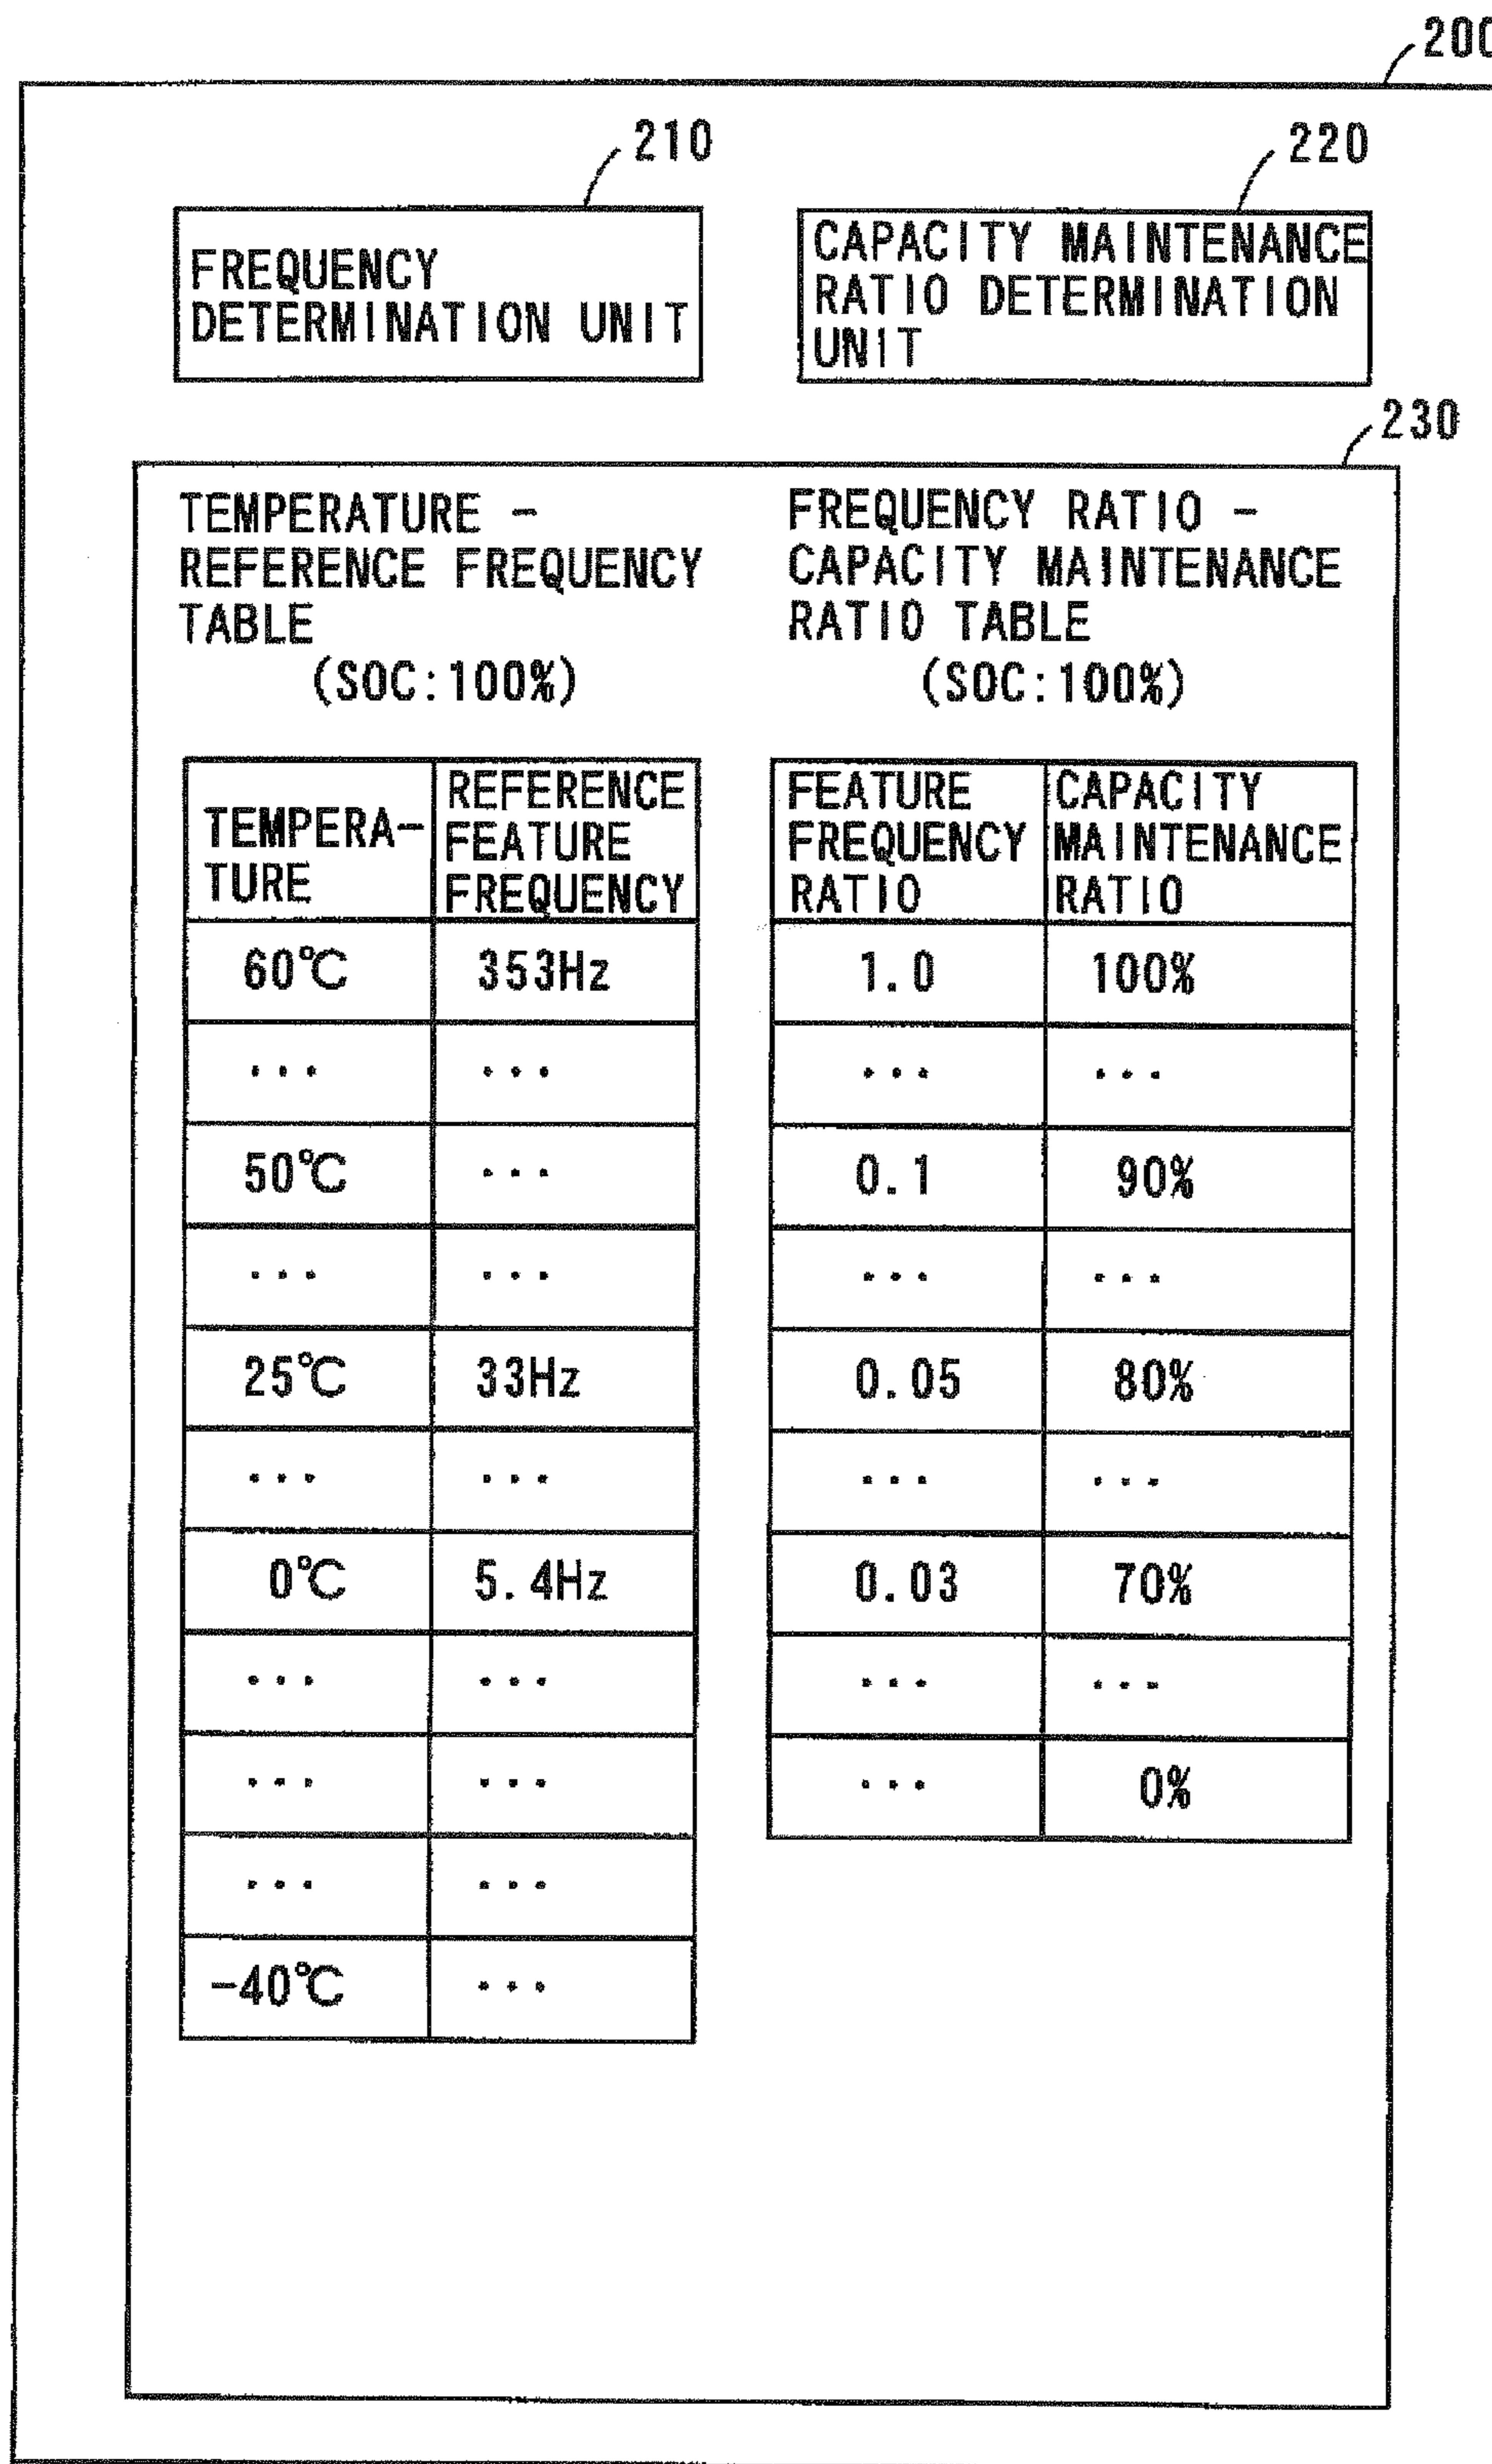 200
210
220
FREQUENCY
DETERMINATION UNIT
CAPACITY MAINTENANCE
RATIO DETERMINATION
UNIT
230
TEMPERATURE -
REFERENCE FREQUENCY
TABLE
(SOC:100%)
FREQUENCY RATIO -
CAPACITY MAINTENANCE
RATIO TABLE
(SOC:100%)
TEMPERA-
TURE
REFERENCE
FEATURE
FREQUENCY
60℃ 353Hz
... ...
50℃ ...
... ...
25℃ 33Hz
... ...
0℃ 5.4Hz
... ...
... ...
... ...
-40℃ ...
FEATURE
FREQUENCY
RATIO
CAPACITY
MAINTENANCE
RATIO
1.0 100%
... ...
0.1 90%
... ...
0.05 80%
... ...
0.03 70%
... ...
... 0%